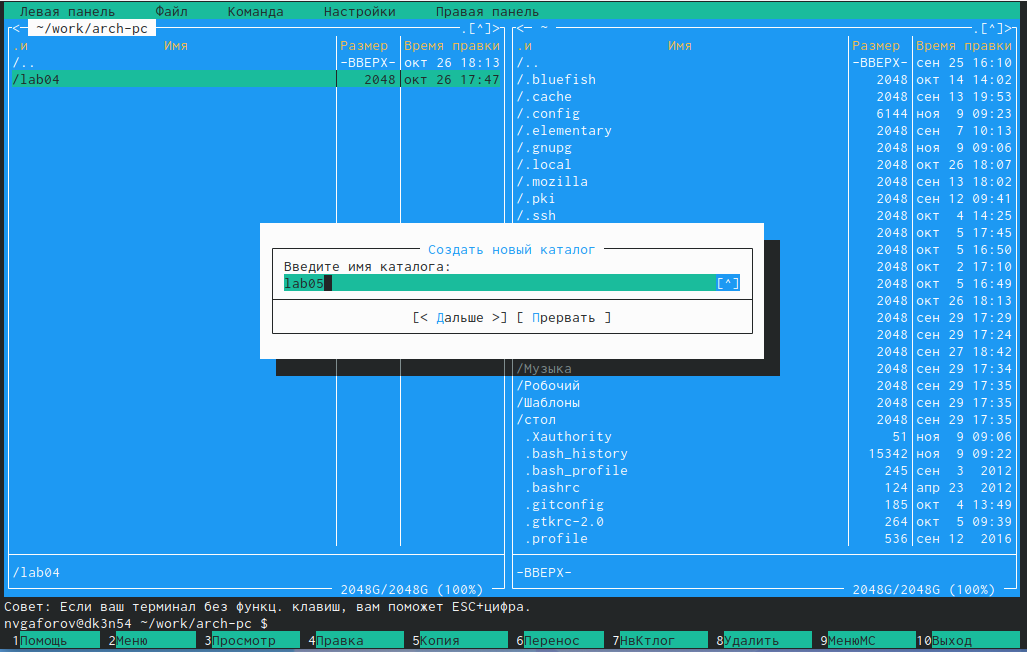 Левая панель Файл Команда Настройки Правая панель
<─ ~/work/arch-pc .[^]>
.и Имя Размер Время правки
/.. -ВВЕРХ- окт 26 18:13
/lab04 2048 окт 26 17:47
/lab04
2048G/2048G (100%)
<─ ~ .[^]>
.и Имя Размер Время правки
/.. -ВВЕРХ- сен 25 16:10
/.bluefish 2048 окт 14 14:02
/.cache 2048 сен 13 19:53
/.config 6144 ноя 9 09:23
/.elementary 2048 сен 7 10:13
/.gnupg 2048 ноя 9 09:06
/.local 2048 окт 26 18:07
/.mozilla 2048 сен 13 18:02
/.pki 2048 сен 12 09:41
/.ssh 2048 окт 4 14:25
2048 окт 5 17:45
2048 окт 5 16:50
2048 окт 2 17:10
2048 окт 5 16:49
2048 окт 26 18:13
2048 сен 29 17:29
2048 сен 29 17:24
2048 сен 27 18:42
/Музыка 2048 сен 29 17:34
/Робочий 2048 сен 29 17:35
/Шаблоны 2048 сен 29 17:35
/стол 2048 сен 29 17:35
.Xauthority 51 ноя 9 09:06
.bash_history 15342 ноя 9 09:22
.bash_profile 245 сен 3 2012
.bashrc 124 апр 23 2012
.gitconfig 185 окт 4 13:49
.gtkrc-2.0 264 окт 5 09:39
.profile 536 сен 12 2016
-ВВЕРХ-
2048G/2048G (100%)
Создать новый каталог
Введите имя каталога:
lab05 [^]
[< Дальше >] [ Прервать ]
Совет: Если ваш терминал без функц. клавиш, вам поможет ESC+цифра.
nvgaforov@dk3n54 ~/work/arch-pc $
1Помощь 2Меню 3Просмотр 4Правка 5Копия 6Перенос 7НвКтлог 8Удалить 9МенюМС 10Выход